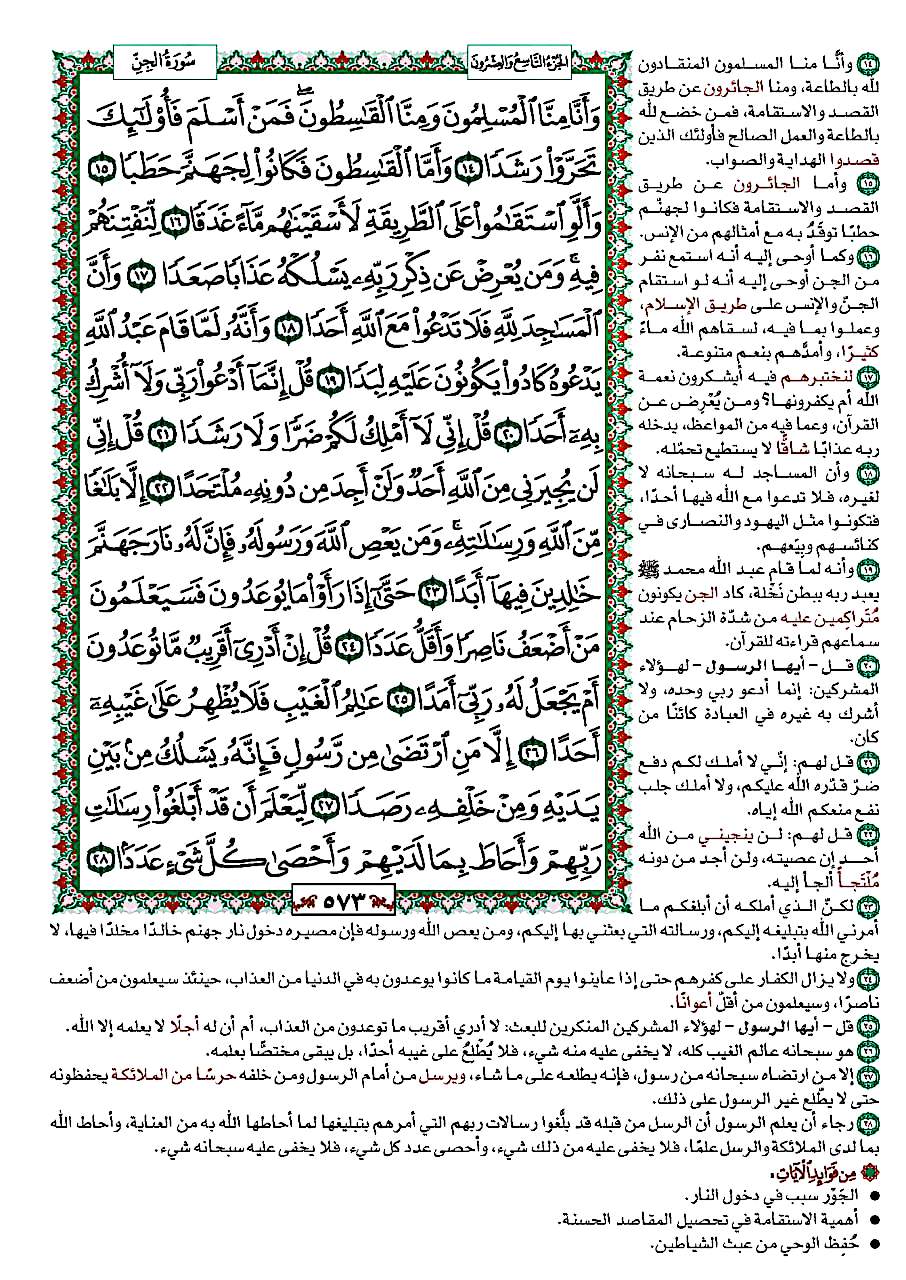 سُورَةُ الجِنِّ
الجُزْءُ التَّاسِعُ وَالعِشْرُونَ
وَأَنَّا مِنَّا ٱلْمُسْلِمُونَ وَمِنَّا ٱلْقَٰسِطُونَۖ فَمَنْ أَسْلَمَ فَأُو۟لَٰٓئِكَ
تَحَرَّوْا۟ رَشَدًا ١٤ وَأَمَّا ٱلْقَٰسِطُونَ فَكَانُوا۟ لِجَهَنَّمَ حَطَبًا ١٥
وَأَلَّوِ ٱسْتَقَٰمُوا۟ عَلَى ٱلطَّرِيقَةِ لَأَسْقَيْنَٰهُم مَّآءً غَدَقًا ١٦ لِّنَفْتِنَهُمْ
فِيهِۚ وَمَن يُعْرِضْ عَن ذِكْرِ رَبِّهِۦ يَسْلُكْهُ عَذَابًا صَعَدًا ١٧ وَأَنَّ
ٱلْمَسَٰجِدَ لِلَّهِ فَلَا تَدْعُوا۟ مَعَ ٱللَّهِ أَحَدًا ١٨ وَأَنَّهُۥ لَمَّا قَامَ عَبْدُ ٱللَّهِ
يَدْعُوهُ كَادُوا۟ يَكُونُونَ عَلَيْهِ لِبَدًا ١٩ قُلْ إِنَّمَآ أَدْعُوا۟ رَبِّى وَلَآ أُشْرِكُ
بِهِۦٓ أَحَدًا ٢٠ قُلْ إِنِّى لَآ أَمْلِكُ لَكُمْ ضَرًّا وَلَا رَشَدًا ٢١ قُلْ إِنِّى
لَن يُجِيرَنِى مِنَ ٱللَّهِ أَحَدٌ وَلَنْ أَجِدَ مِن دُونِهِۦ مُلْتَحَدًا ٢٢ إِلَّا بَلَٰغًا
مِّنَ ٱللَّهِ وَرِسَٰلَٰتِهِۦۚ وَمَن يَعْصِ ٱللَّهَ وَرَسُولَهُۥ فَإِنَّ لَهُۥ نَارَ جَهَنَّمَ
خَٰلِدِينَ فِيهَآ أَبَدًا ٢٣ حَتَّىٰٓ إِذَا رَأَوْا۟ مَا يُوعَدُونَ فَسَيَعْلَمُونَ
مَنْ أَضْعَفُ نَاصِرًا وَأَقَلُّ عَدَدًا ٢٤ قُلْ إِنْ أَدْرِىٓ أَقَرِيبٌ مَّا تُوعَدُونَ
أَمْ يَجْعَلُ لَهُۥ رَبِّىٓ أَمَدًا ٢٥ عَٰلِمُ ٱلْغَيْبِ فَلَا يُظْهِرُ عَلَىٰ غَيْبِهِۦٓ
أَحَدًا ٢٦ إِلَّا مَنِ ٱرْتَضَىٰ مِن رَّسُولٍ فَإِنَّهُۥ يَسْلُكُ مِنۢ بَيْنِ
يَدَيْهِ وَمِنْ خَلْفِهِۦ رَصَدًا ٢٧ لِّيَعْلَمَ أَن قَدْ أَبْلَغُوا۟ رِسَٰلَٰتِ
رَبِّهِمْ وَأَحَاطَ بِمَا لَدَيْهِمْ وَأَحْصَىٰ كُلَّ شَىْءٍ عَدَدًۢا ٢٨
٥٧٣
١٤ وأنَّا منا المسلمون المنقادون
لله بالطاعة، ومنا الجائرون عن طريق
القصد والاستقامة، فمن خضع لله
بالطاعة والعمل الصالح فأولئك الذين
قصدوا الهداية والصواب.
١٥ وأما الجائرون عن طريق
القصد والاستقامة فكانوا لجهنّم
حطبًا توقَدُ به مع أمثالهم من الإنس.
١٦ وكما أوحى إليه أنه استمع نفر
من الجن أوحى إليه أنه لو استقام
الجنّ والإنس على طريق الإسلام،
وعملوا بما فيه، لسقاهم الله ماءً
كثيرًا، وأمدَّهم بنعم متنوعة.
١٧ لنختبرهم فيه أيشكرون نعمة
الله أم يكفرونها؟ ومن يُعْرِض عن
القرآن، وعما فيه من المواعظ، يدخله
ربه عذابًا شاقًّا لا يستطيع تحمّله.
١٨ وأن المساجد له سبحانه لا
لغيره، فلا تدعوا مع الله فيها أحدًا،
فتكونوا مثل اليهود والنصارى في
كنائسهم وبِيَعهم.
١٩ وأنه لما قام عبد الله محمد ﷺ
يعبد ربه ببطن نَخْلة، كاد الجن يكونون
مُتَراكِمين عليه من شدّة الزحام عند
سماعهم قراءته للقرآن.
٢٠ قل - أيها الرسول - لهؤلاء
المشركين: إنما أدعو ربي وحده، ولا
أشرك به غيره في العبادة كائنًا من
كان.
٢١ قل لهم: إنّي لا أملك لكم دفع
ضرّ قدّره الله عليكم، ولا أملك جلب
نفع منعكم الله إياه.
٢٢ قل لهم: لن ينجيني من الله
أحد إن عصيته، ولن أجد من دونه
مُلْتَجأً ألجأ إليه.
٢٣ لكنّ الذي أملكه أن أبلغكم ما
أمرني الله بتبليغه إليكم، ورسالته التي بعثني بها إليكم، ومن يعص الله ورسوله فإن مصيره دخول نار جهنم خالدًا مخلدًا فيها، لا
يخرج منها أبدًا.
٢٤ ولا يزال الكفار على كفرهم حتى إذا عاينوا يوم القيامة ما كانوا يوعدون به في الدنيا من العذاب، حينئذ سيعلمون من أضعف
ناصرًا، وسيعلمون من أقلّ أعوانًا.
٢٥ قل - أيها الرسول - لهؤلاء المشركين المنكرين للبعث: لا أدري أقريب ما توعدون من العذاب، أم أن له أجلًا لا يعلمه إلا الله.
٢٦ هو سبحانه عالم الغيب كله، لا يخفى عليه منه شيء، فلا يُطْلِعُ على غيبه أحدًا، بل يبقى مختصًّا بعلمه.
٢٧ إلا من ارتضاه سبحانه من رسول، فإنه يطلعه على ما شاء، ويرسل من أمام الرسول ومن خلفه حرسًا من الملائكة يحفظونه
حتى لا يطّلع غير الرسول على ذلك.
٢٨ رجاء أن يعلم الرسول أن الرسل من قبله قد بلَّغوا رسالات ربهم التي أمرهم بتبليغها لما أحاطها الله به من العناية، وأحاط الله
بما لدى الملائكة والرسل علمًا، فلا يخفى عليه من ذلك شيء، وأحصى عدد كل شيء، فلا يخفى عليه سبحانه شيء.
مِن فَوَائِدِ الآيَاتِ:
● الجَوْر سبب في دخول النار.
● أهمية الاستقامة في تحصيل المقاصد الحسنة.
● حُفِظ الوحي من عبث الشياطين.